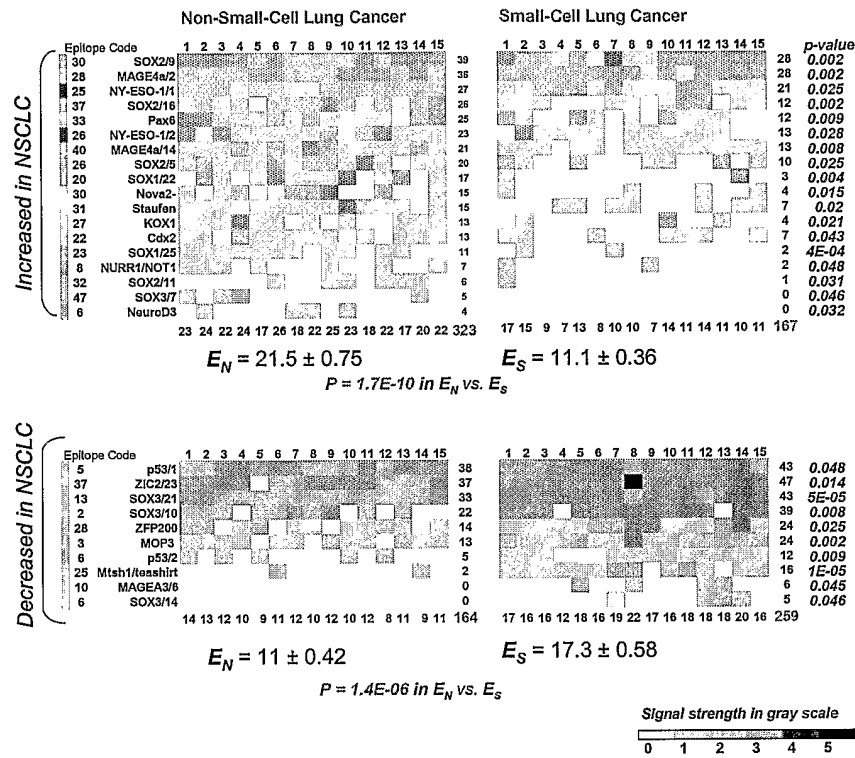 Non-Small-Cell Lung Cancer Small-Cell Lung Cancer
Epitope Code 1 2 3 4 5 6 7 8 9 10 11 12 13 14 15 1 2 3 4 5 6 7 8 9 10 11 12 13 14 15 p-value
Increased in NSCLC
30 SOX2/9 39 28 0.002
28 MAGE4a/2 36 28 0.002
25 NY-ESO-1/1 27 21 0.025
37 SOX2/16 26 12 0.002
33 Pax6 25 12 0.009
26 NY-ESO-1/2 23 13 0.028
40 MAGE4a/14 21 13 0.008
26 SOX2/5 20 10 0.025
20 SOX1/22 17 3 0.004
30 Nova2- 15 4 0.015
31 Staufen 15 7 0.02
27 KOX1 13 4 0.021
22 Cdx2 13 7 0.043
23 SOX1/25 11 2 4E-04
8 NURR1/NOT1 7 2 0.048
32 SOX2/11 6 1 0.031
47 SOX3/7 5 0 0.046
6 NeuroD3 4 0 0.032
23 24 22 24 17 26 18 22 25 23 18 22 17 20 22 323 17 15 9 7 13 8 10 10 7 14 11 14 11 10 11 167
EN = 21.5 ± 0.75 ES = 11.1 ± 0.36
P = 1.7E-10 in EN vs. ES
Epitope Code 1 2 3 4 5 6 7 8 9 10 11 12 13 14 15 1 2 3 4 5 6 7 8 9 10 11 12 13 14 15
Decreased in NSCLC
5 p53/1 38 43 0.048
37 ZIC2/23 37 47 0.014
13 SOX3/21 33 43 5E-05
2 SOX3/10 22 39 0.008
28 ZFP200 14 24 0.025
3 MOP3 13 24 0.002
6 p53/2 5 12 0.009
25 Mtsh1/teashirt 2 16 1E-05
10 MAGEA3/6 0 6 0.045
6 SOX3/14 0 5 0.046
14 13 12 10 9 11 12 12 11 10 12 8 11 9 11 164 17 16 16 12 18 16 19 22 17 16 18 18 18 20 16 259
EN = 11 ± 0.42 ES = 17.3 ± 0.58
P = 1.4E-06 in EN vs. ES
Signal strength in gray scale
0 1 2 3 4 5